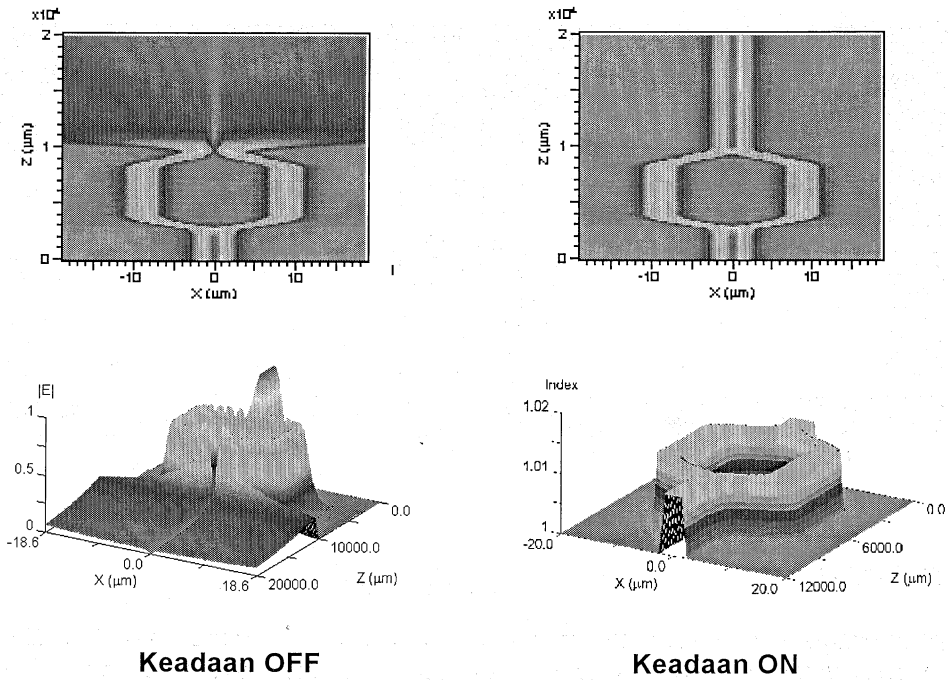 x10⁴
2
1
0
Z (µm)
-10 0 10
X (µm)
x10⁴
2
1
0
Z (µm)
-10 0 10
X (µm)
|E|
1
0.5
0
-18.6
0.0
18.6
X (µm)
0.0
10000.0
20000.0
Z (µm)
Index
1.02
1.01
1
-20.0
0.0
20.0
X (µm)
0.0
6000.0
12000.0
Z (µm)
Keadaan OFF
Keadaan ON